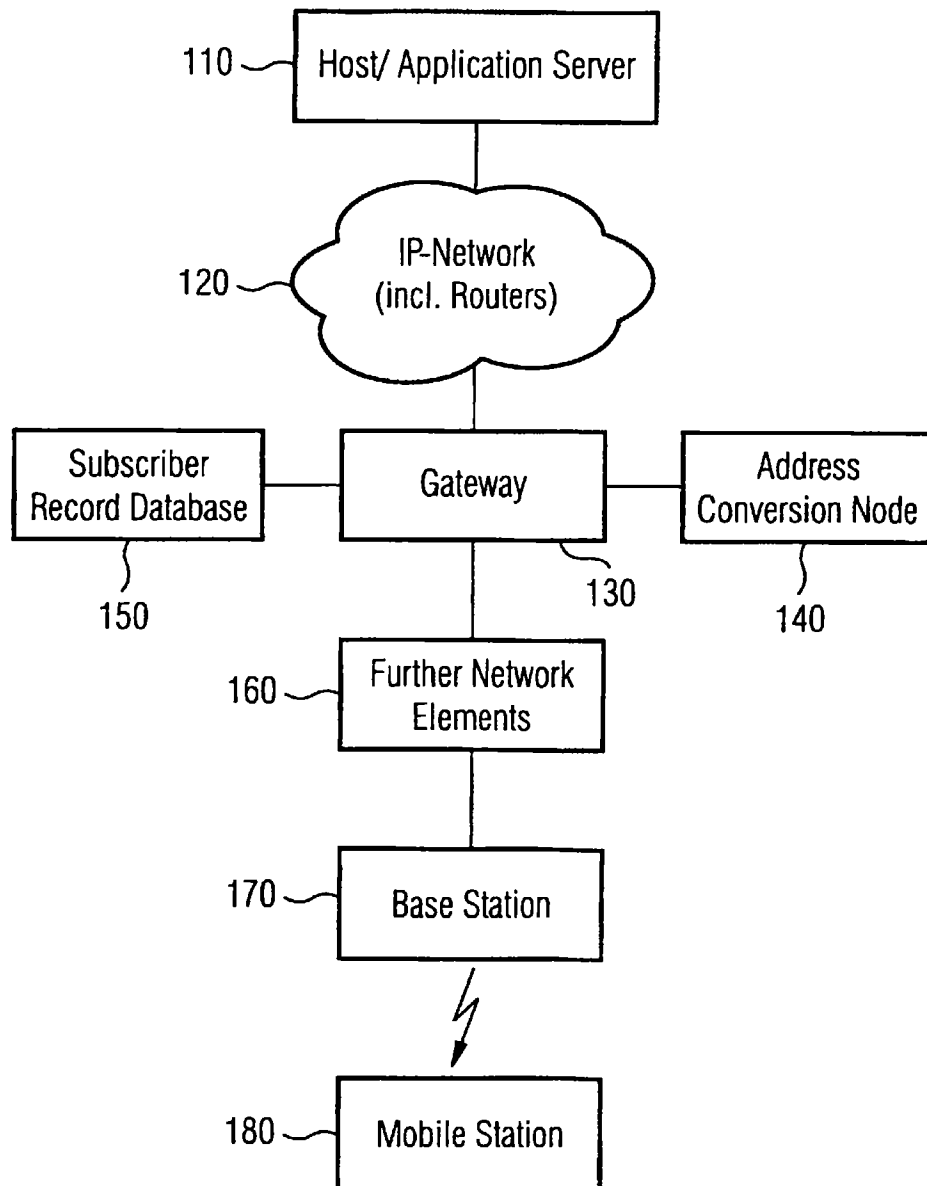 110
Host/ Application Server
120
IP-Network
(incl. Routers)
Subscriber
Record Database
Gateway
Address
Conversion Node
150
130
140
160
Further Network
Elements
170
Base Station
180
Mobile Station